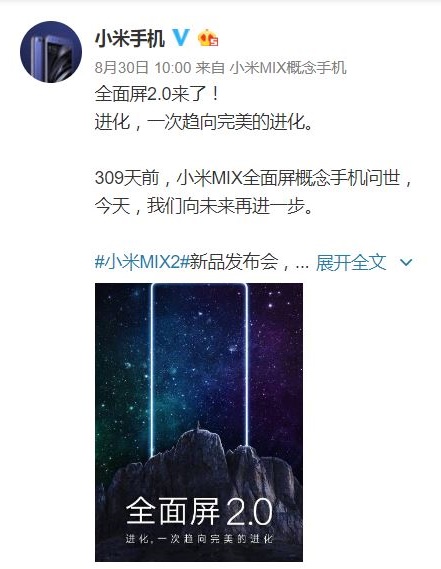 小米手机
8月30日 10:00 来自 小米MIX概念手机
全面屏2.0来了！
进化，一次趋向完美的进化。
309天前，小米MIX全面屏概念手机问世，
今天，我们向未来再进一步。
#小米MIX2#新品发布会，... 展开全文
全面屏2.0
进化,一次趋向完美的进化